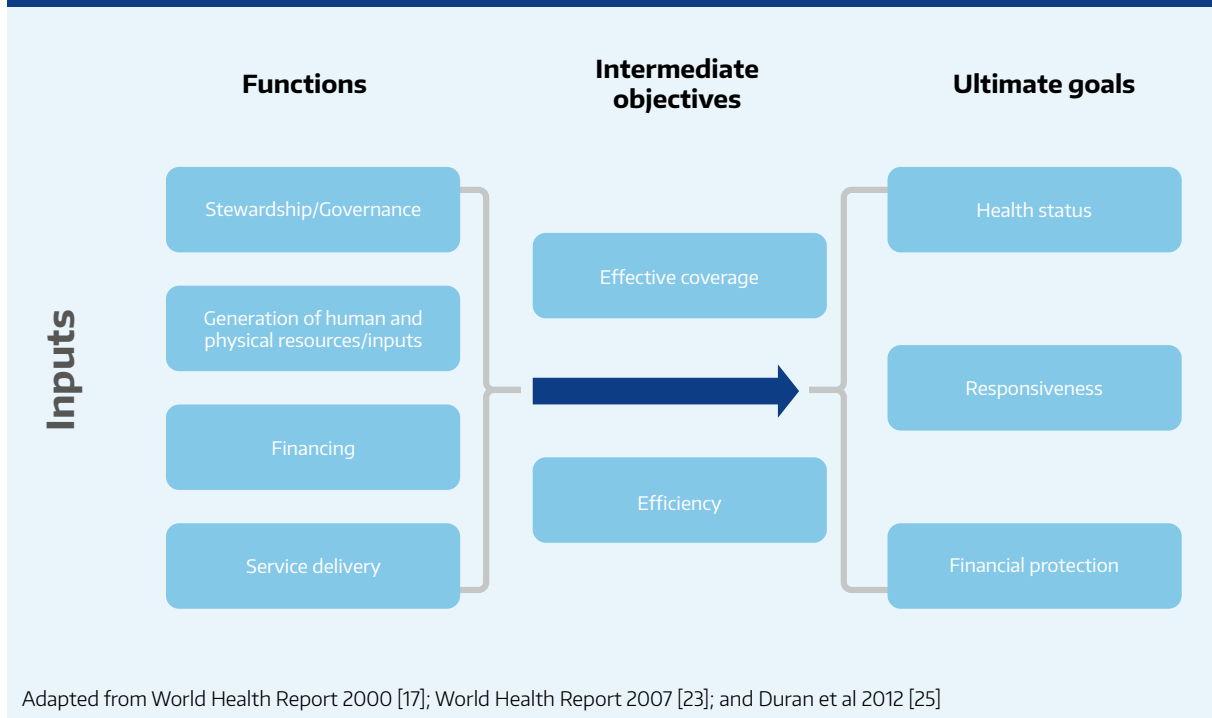 Functions
Intermediate
objectives
Ultimate goals
Inputs
Stewardship/Governance
Generation of human and
physical resources/inputs
Financing
Service delivery
Effective coverage
Efficiency
Health status
Responsiveness
Financial protection
Adapted from World Health Report 2000 [17]; World Health Report 2007 [23]; and Duran et al 2012 [25]